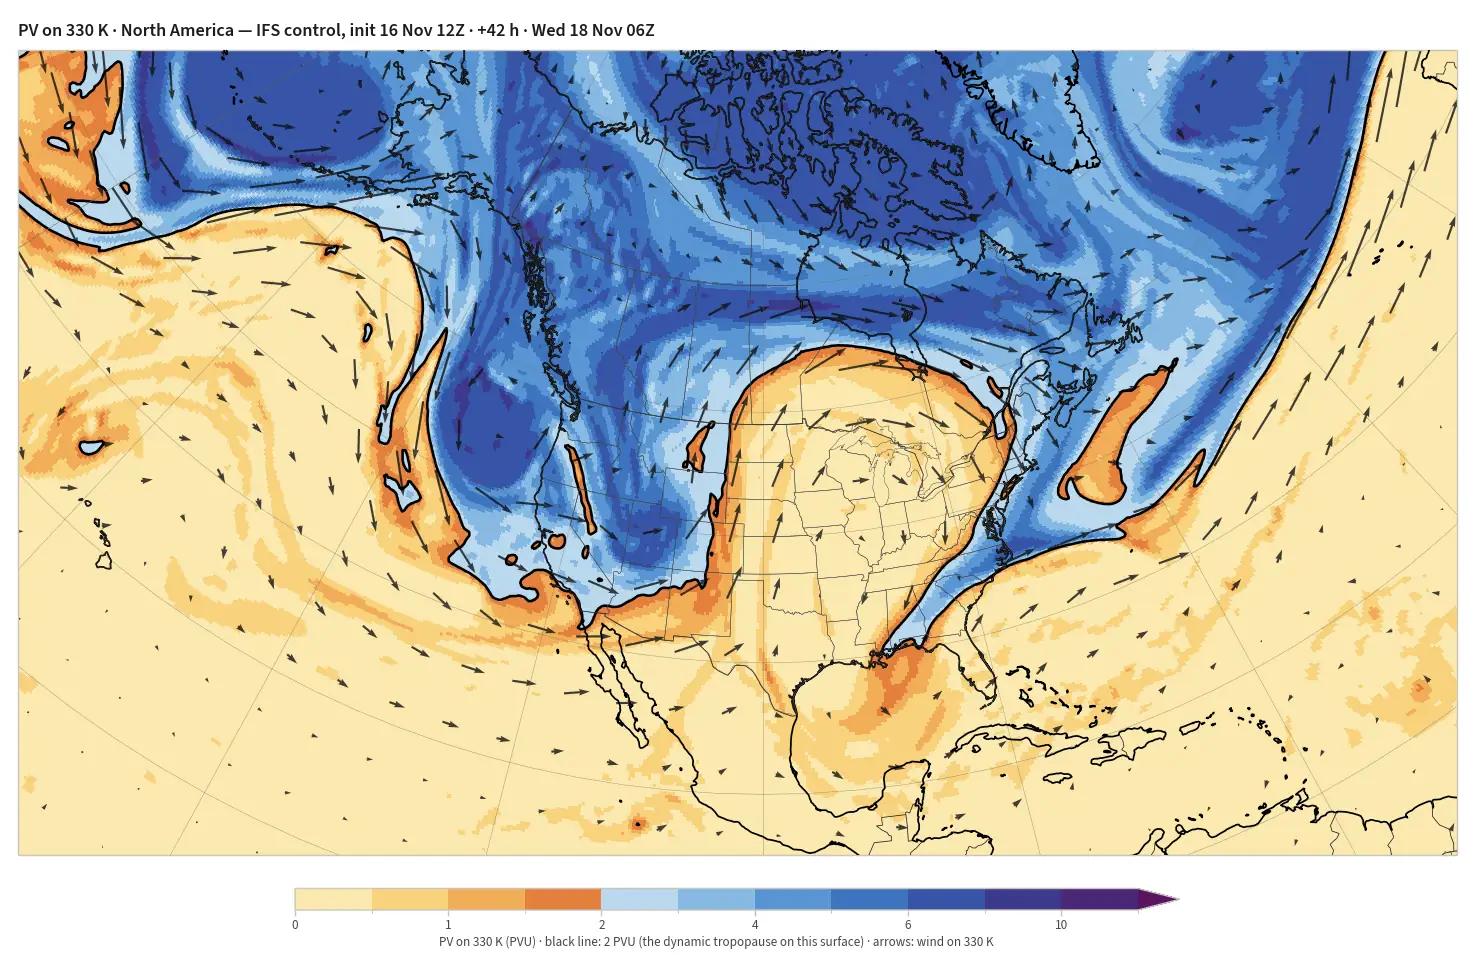 PV on 330 K · North America — IFS control, init 16 Nov 12Z · +42 h · Wed 18 Nov 06Z
0 1 2 4 6 10
PV on 330 K (PVU) · black line: 2 PVU (the dynamic tropopause on this surface) · arrows: wind on 330 K